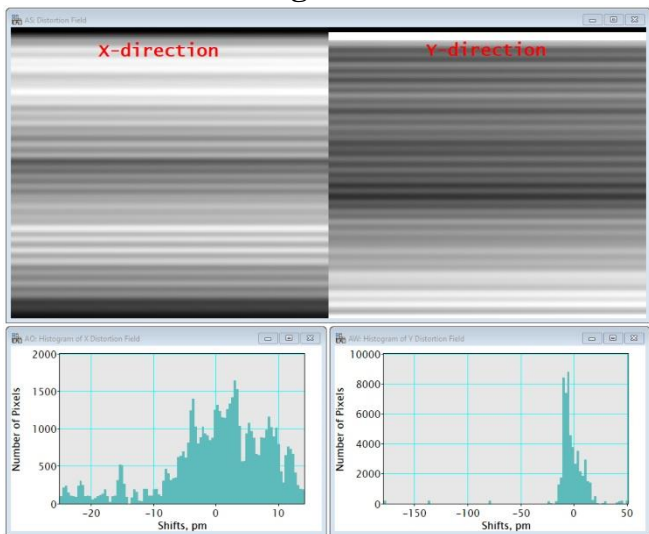 AS: Distortion Field
X-direction
Y-direction
AO: Histogram of X Distortion Field
2000
1500
1000
500
0
Number of Pixels
-20
-10
0
10
Shifts, pm
AW: Histogram of Y Distortion Field
10000
8000
6000
4000
2000
0
Number of Pixels
-150
-100
-50
0
50
Shifts, pm